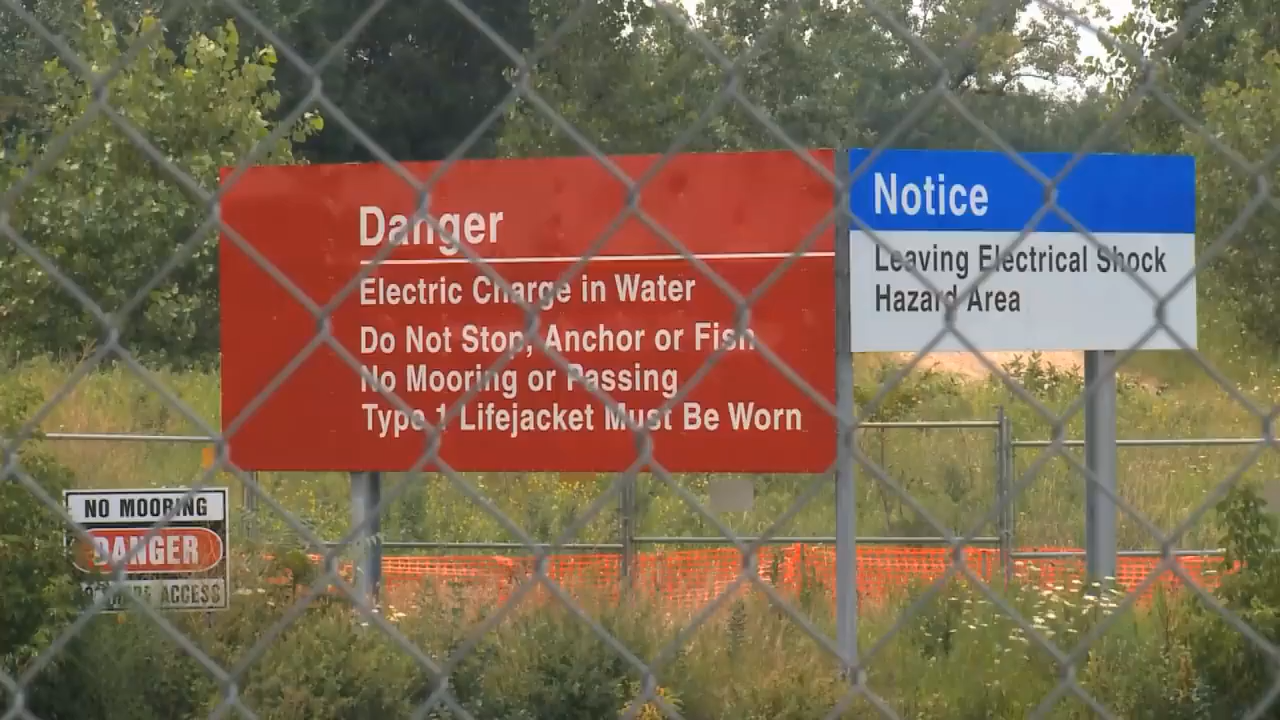 Danger
Electric Charge in Water
Do Not Stop, Anchor or Fish
No Mooring or Passing
Type 1 Lifejacket Must Be Worn
Notice
Leaving Electrical Shock
Hazard Area
NO MOORING
DANGER
ACCESS